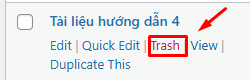 Tài liệu hướng dẫn 4
Edit | Quick Edit | Trash | View |
Duplicate This